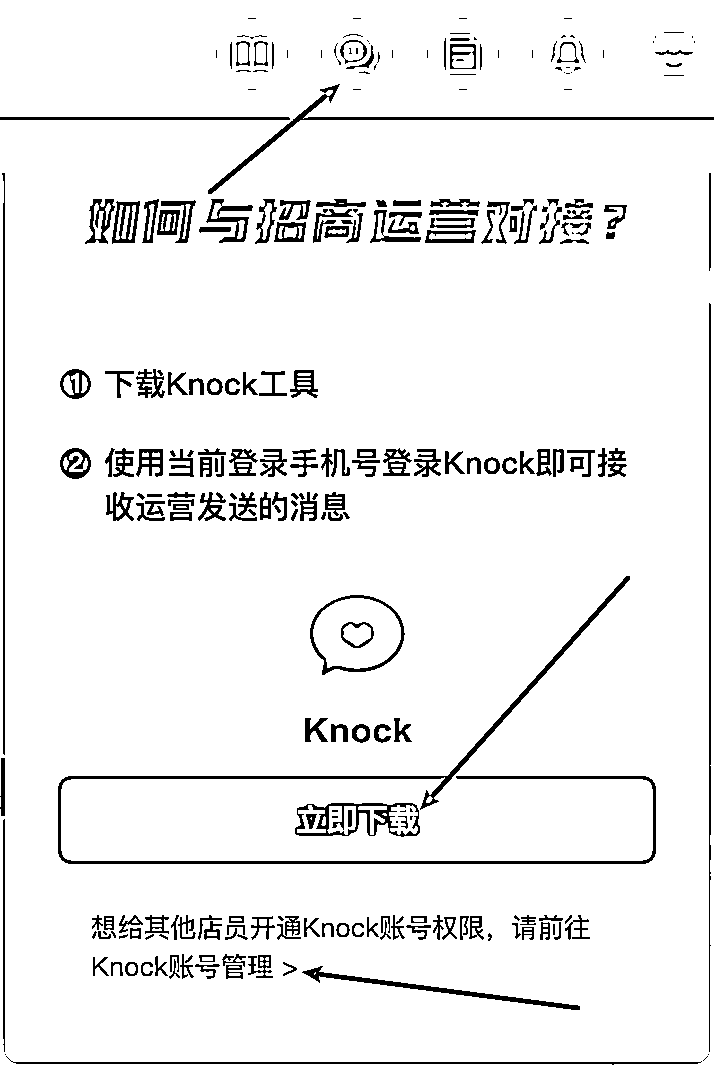 如何与招商运营对接?
① 下载Knock工具
② 使用当前登录手机号登录Knock即可接
收运营发送的消息
Knock
立即下载
想给其他店员开通Knock账号权限，请前往
Knock账号管理 >